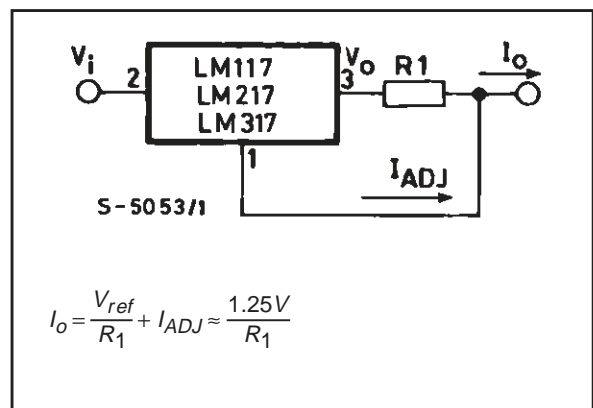 Vi
2
LM117
LM217
LM317
Vo
3
R1
Io
1
IADJ
S-5053/1
Io = Vref/R1 + IADJ ≈ 1.25V/R1